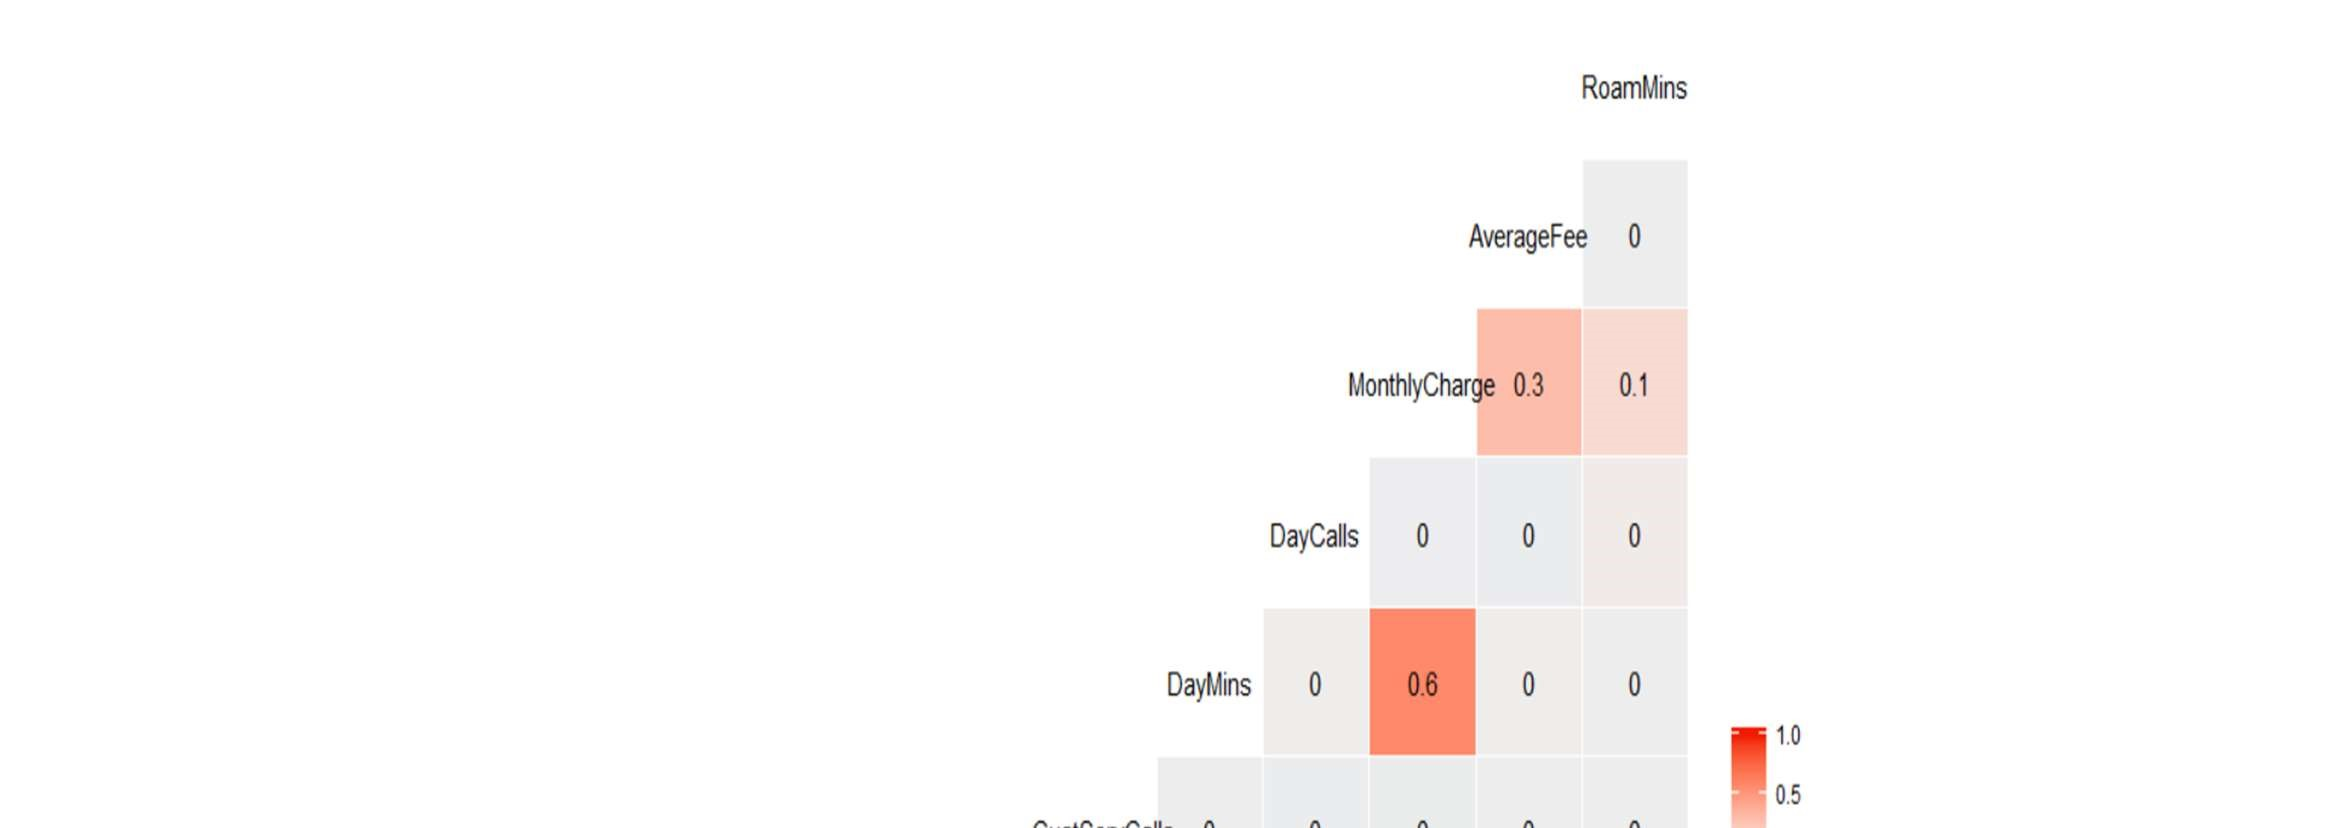 RoamMins
AverageFee 0
MonthlyCharge 0.3 0.1
DayCalls 0 0 0
DayMins 0 0.6 0 0
1.0
0.5